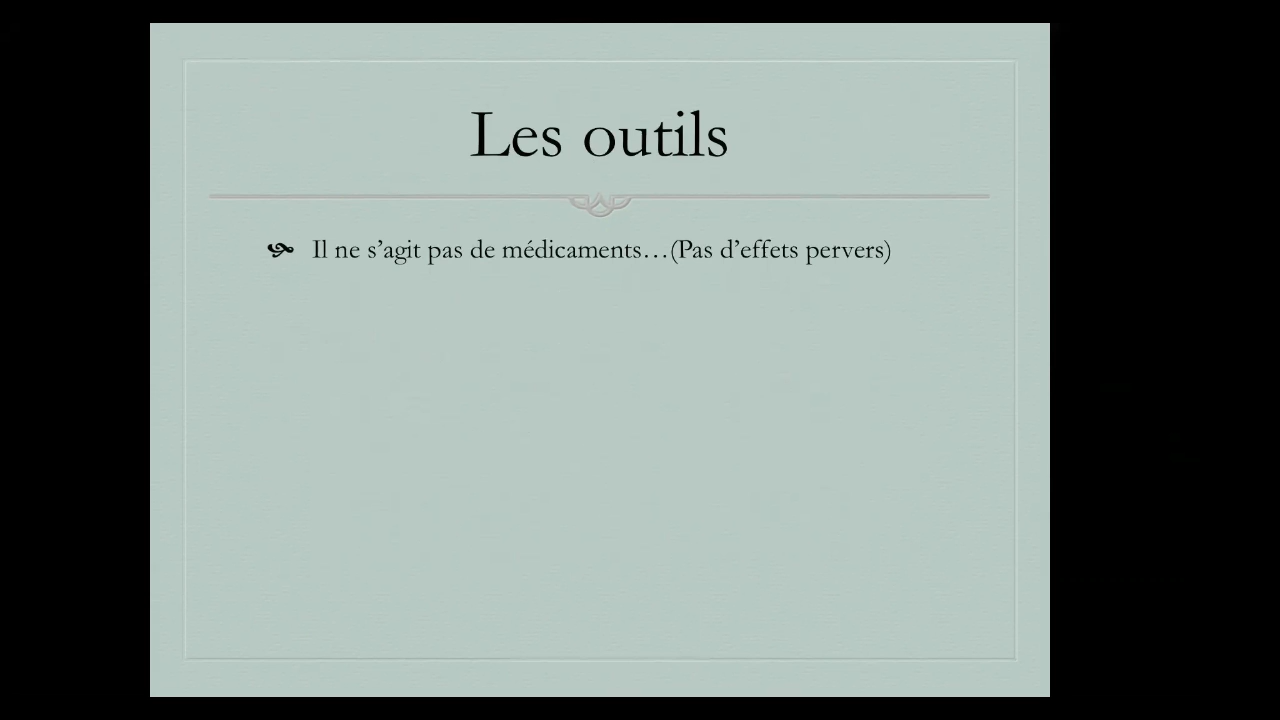 Les outils
Il ne s’agit pas de médicaments…(Pas d’effets pervers)